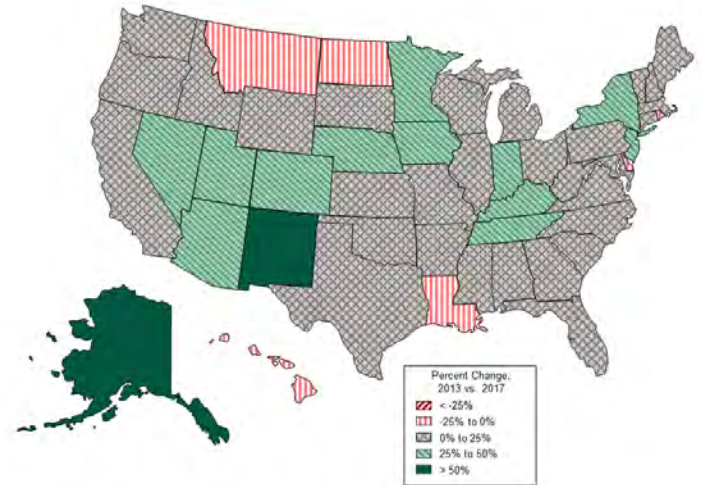 Percent Change,
2013 vs. 2017
< -25%
-25% to 0%
0% to 25%
25% to 50%
> 50%